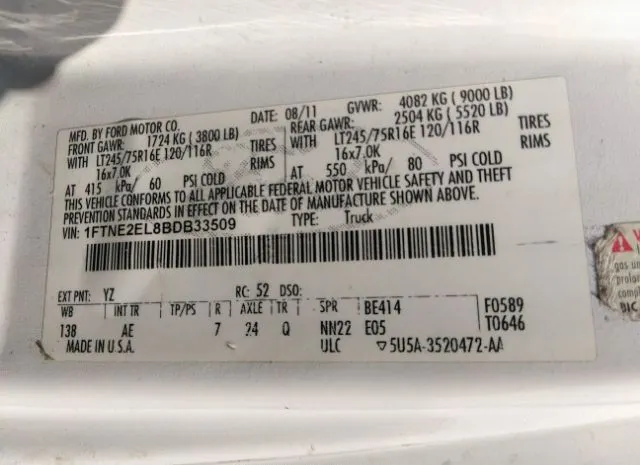 MFD. BY FORD MOTOR CO. DATE: 08/11 GVWR: 4082 KG ( 9000 LB)
FRONT GAWR: 1724 KG ( 3800 LB) REAR GAWR: 2504 KG ( 5520 LB)
WITH LT245/75R16E 120/116R TIRES WITH LT245/75R16E 120/116R TIRES
16x7.0K RIMS 16x7.0K RIMS
AT 415 kPa/ 60 PSI COLD AT 550 kPa/ 80 PSI COLD
THIS VEHICLE CONFORMS TO ALL APPLICABLE FEDERAL MOTOR VEHICLE SAFETY AND THEFT
PREVENTION STANDARDS IN EFFECT ON THE DATE OF MANUFACTURE SHOWN ABOVE.
VIN: 1FTNE2EL8BDB33509 TYPE: Truck
EXT PNT: YZ RC: 52 DSO:
WB INT TR TP/PS R AXLE TR SPR BE414 F0589
138 AE 7 24 Q NN22 E05 T0646
MADE IN U.S.A. ULC ▽5U5A-3520472-AA
gas un
prolon
compl
BIC